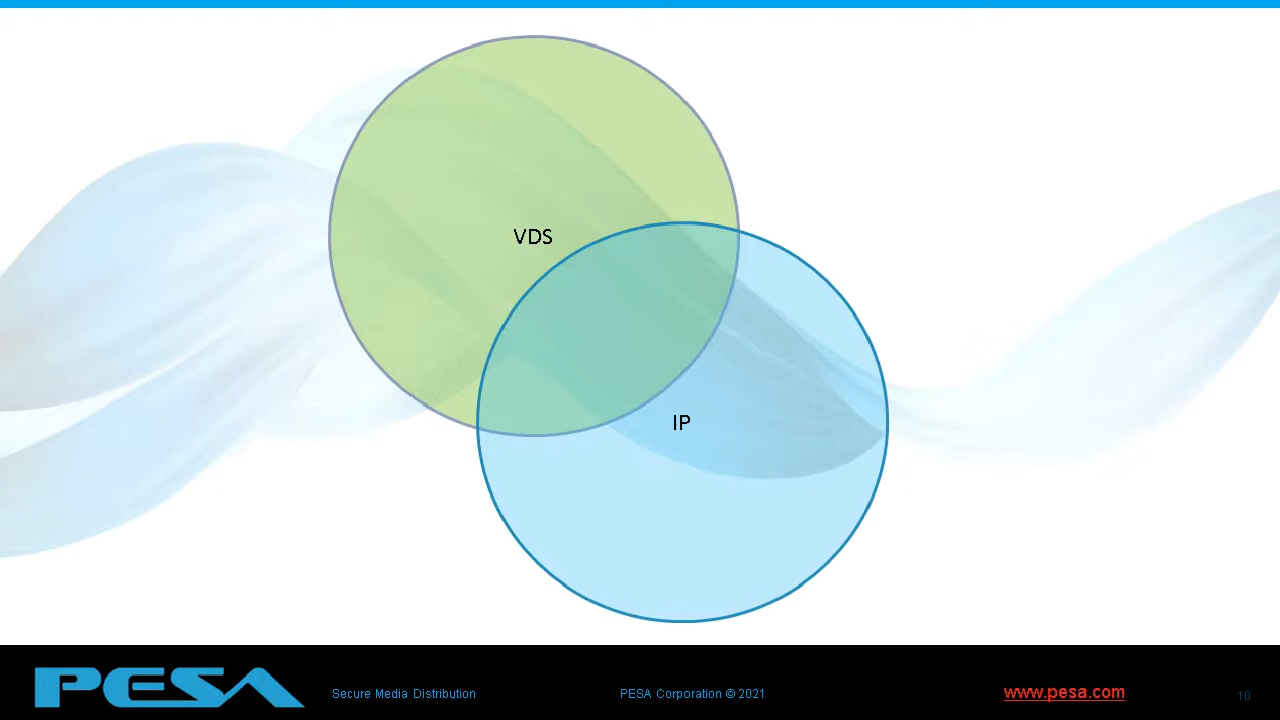 VDS
IP
PESA
Secure Media Distribution
PESA Corporation © 2021
www.pesa.com
10